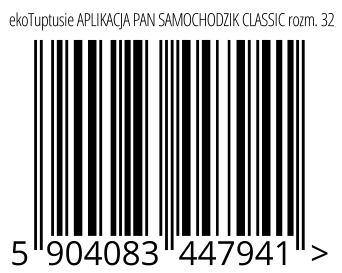 ekoTuptusie APLIKACJA PAN SAMOCHODZIK CLASSIC rozm. 32
5 904083 447941 >